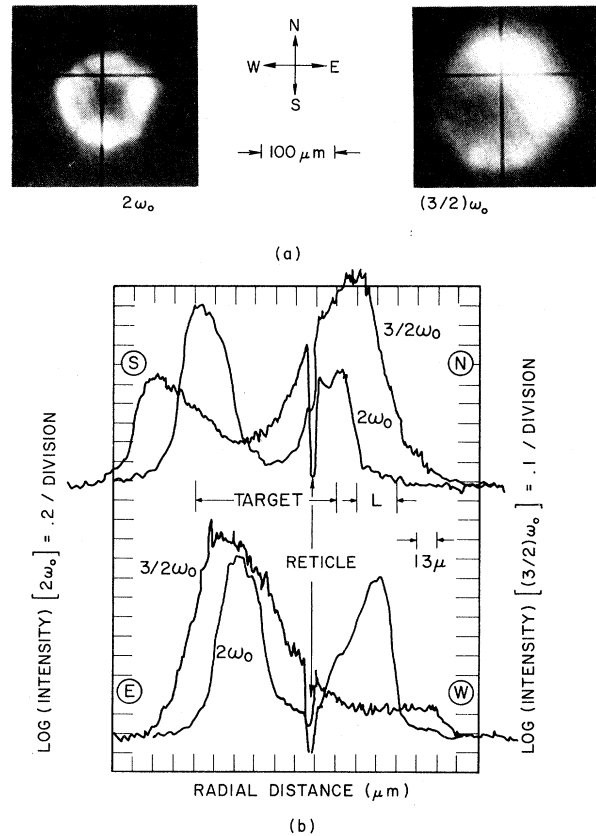 N
W E
S
100 μm
2ω₀
(3/2)ω₀
(a)
3/2ω₀
S
N
2ω₀
TARGET
L
13μ
RETICLE
3/2ω₀
2ω₀
E
W
LOG (INTENSITY) [2ω₀] = .2 / DIVISION
LOG (INTENSITY) [(3/2)ω₀] = .1 / DIVISION
RADIAL DISTANCE (μm)
(b)